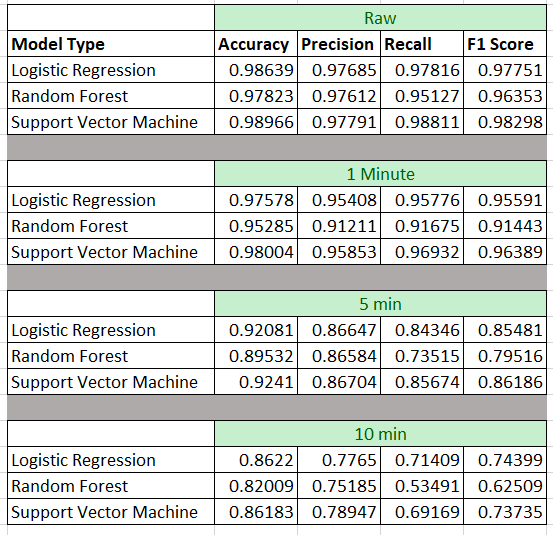 Raw
Model Type Accuracy Precision Recall F1 Score
Logistic Regression 0.98639 0.97685 0.97816 0.97751
Random Forest 0.97823 0.97612 0.95127 0.96353
Support Vector Machine 0.98966 0.97791 0.98811 0.98298
1 Minute
Logistic Regression 0.97578 0.95408 0.95776 0.95591
Random Forest 0.95285 0.91211 0.91675 0.91443
Support Vector Machine 0.98004 0.95853 0.96932 0.96389
5 min
Logistic Regression 0.92081 0.86647 0.84346 0.85481
Random Forest 0.89532 0.86584 0.73515 0.79516
Support Vector Machine 0.9241 0.86704 0.85674 0.86186
10 min
Logistic Regression 0.8622 0.7765 0.71409 0.74399
Random Forest 0.82009 0.75185 0.53491 0.62509
Support Vector Machine 0.86183 0.78947 0.69169 0.73735